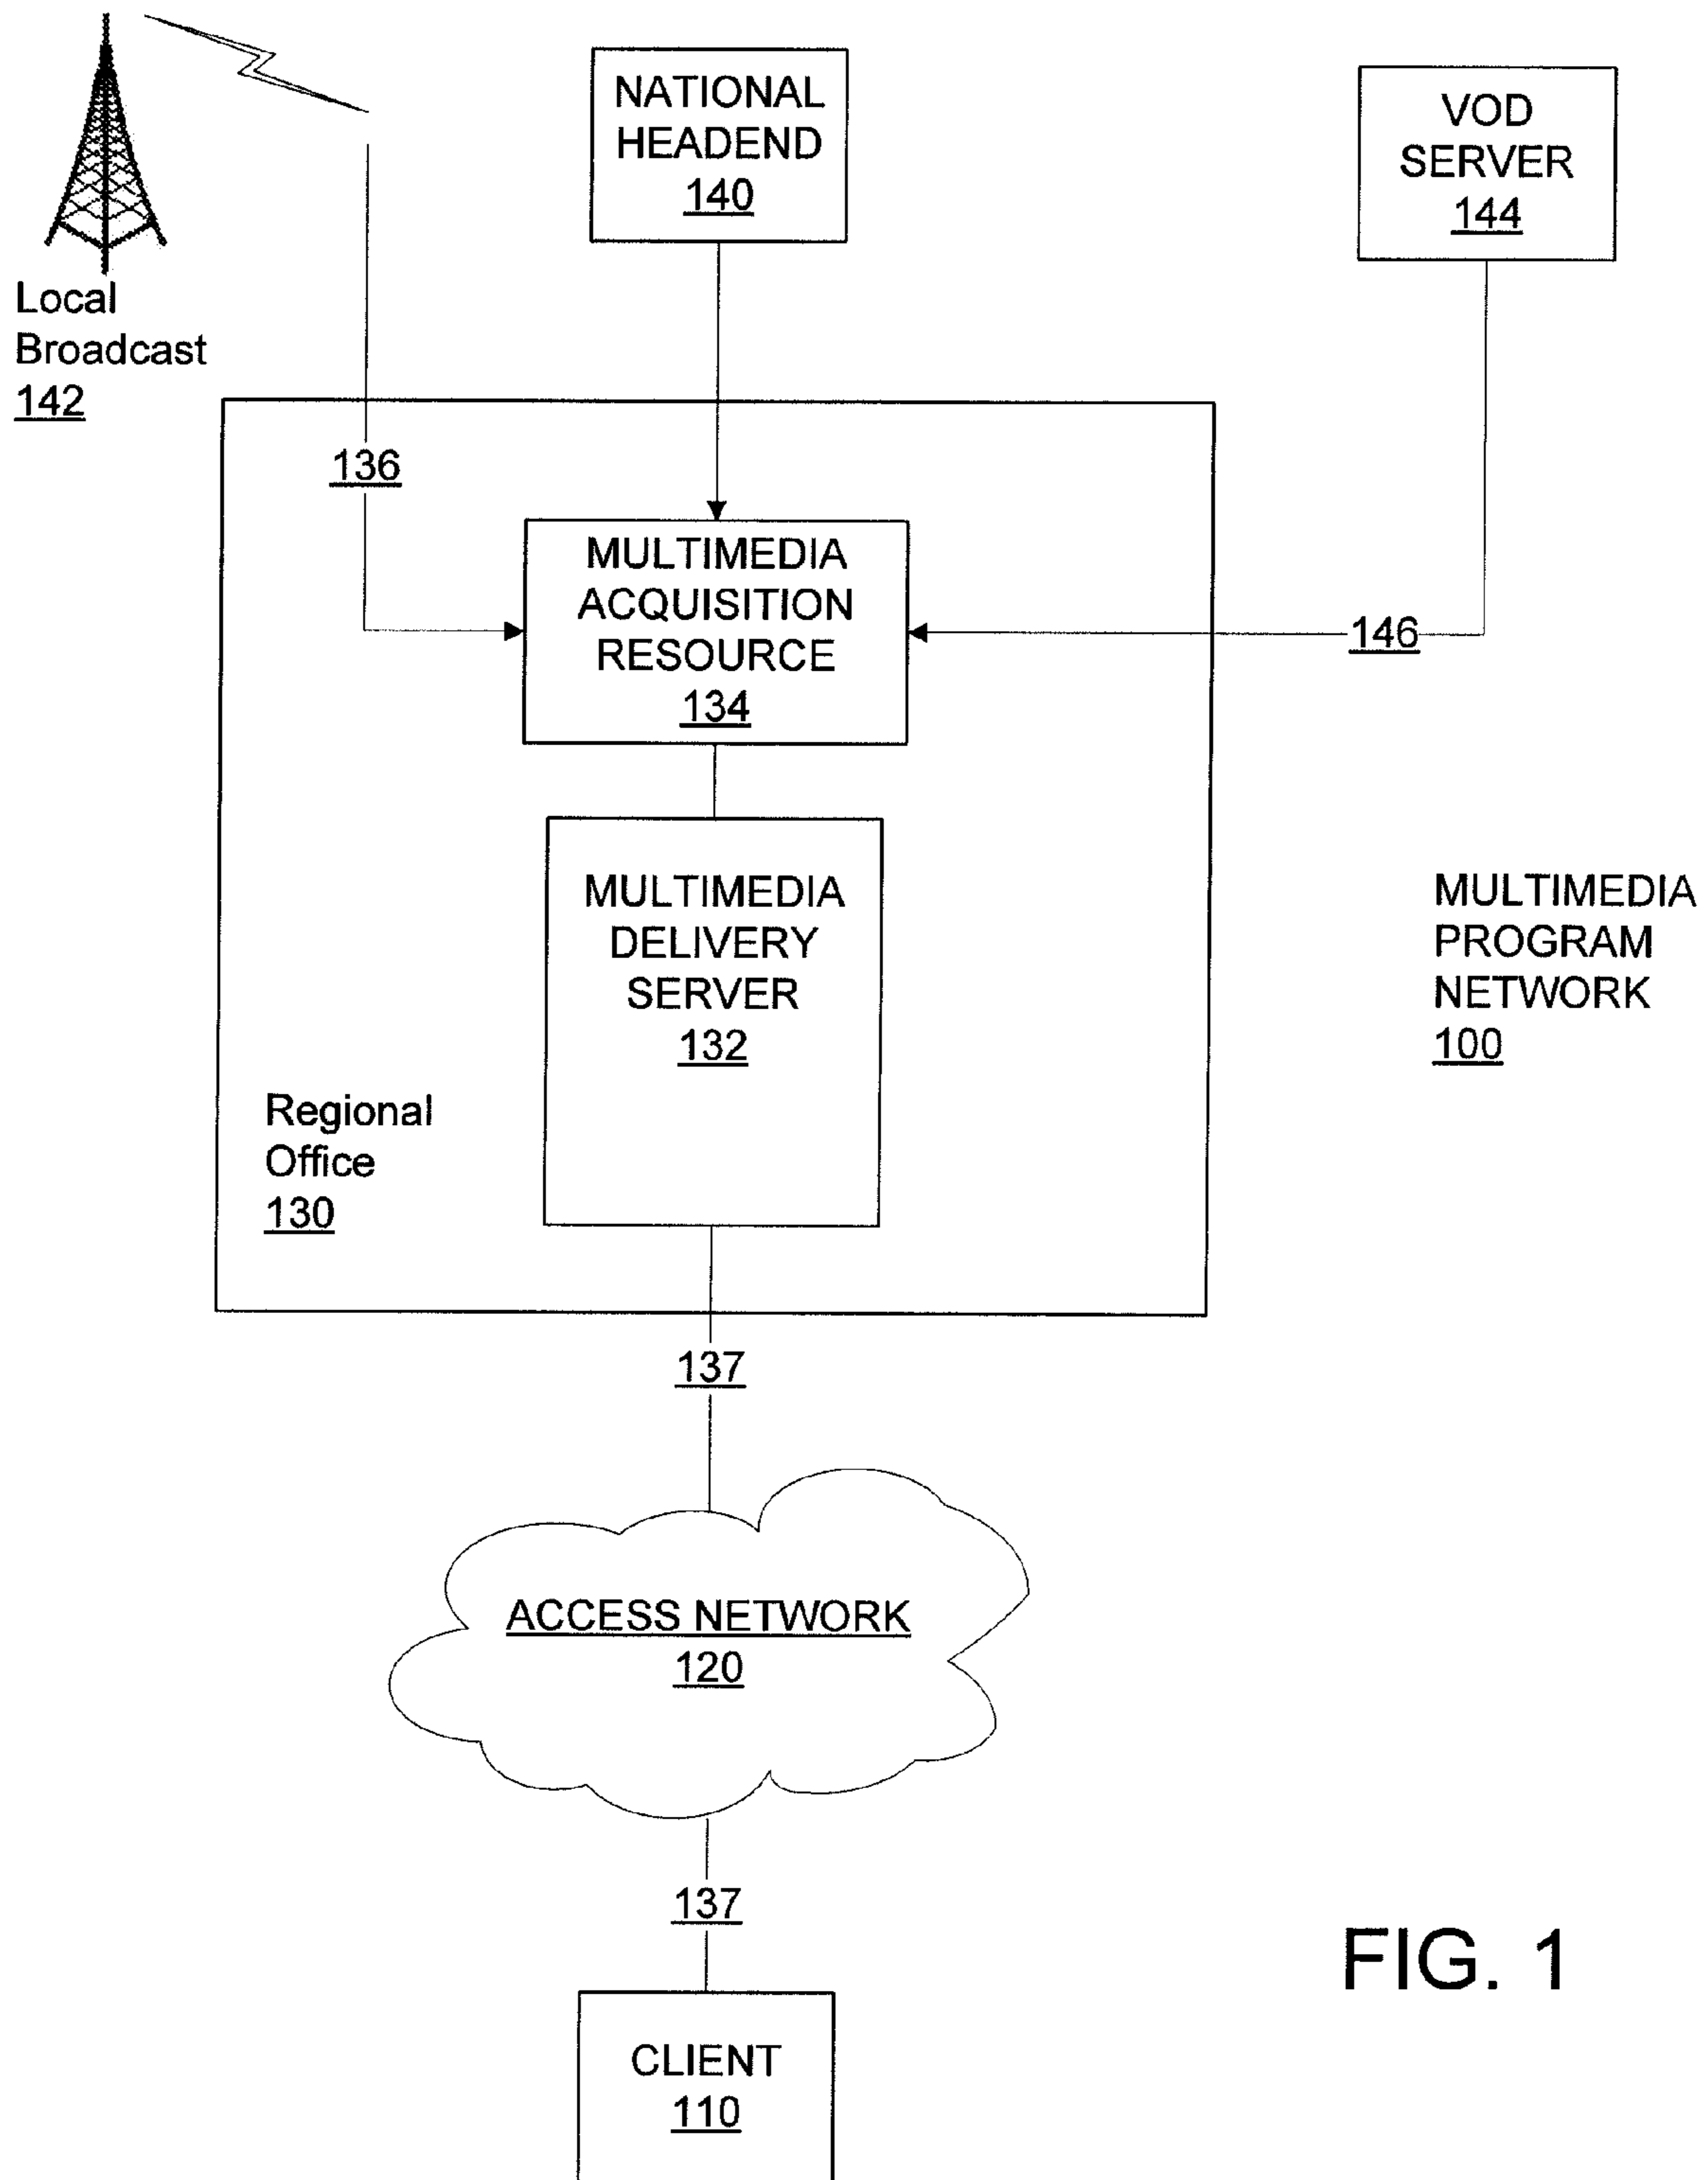 NATIONAL
HEADEND
140
VOD
SERVER
144
Local
Broadcast
142
136
MULTIMEDIA
ACQUISITION
RESOURCE
134
146
MULTIMEDIA
DELIVERY
SERVER
132
MULTIMEDIA
PROGRAM
NETWORK
100
Regional
Office
130
137
ACCESS NETWORK
120
137
CLIENT
110
FIG. 1